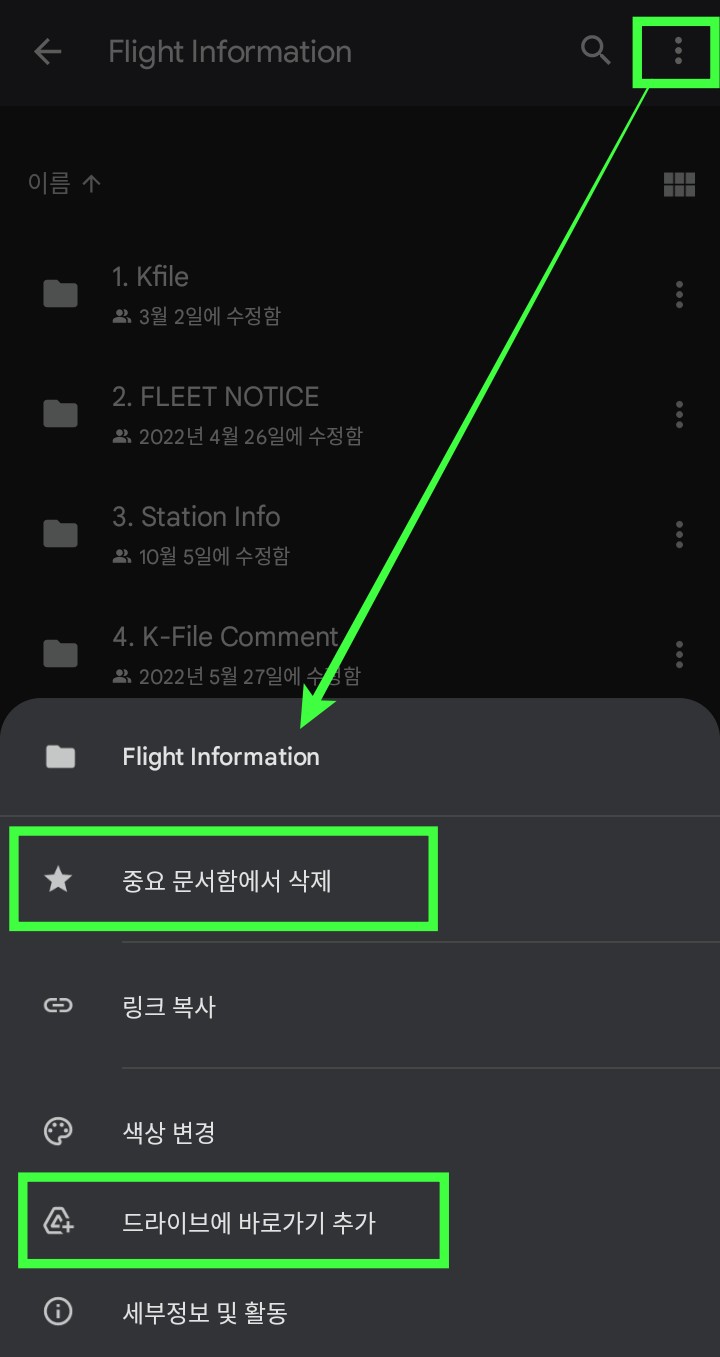 Flight Information
이름
1. Kfile
3월 2일에 수정함
2. FLEET NOTICE
2022년 4월 26일에 수정함
3. Station Info
10월 5일에 수정함
4. K-File Comment
2022년 5월 27일에 수정함
Flight Information
중요 문서함에서 삭제
링크 복사
색상 변경
드라이브에 바로가기 추가
세부정보 및 활동